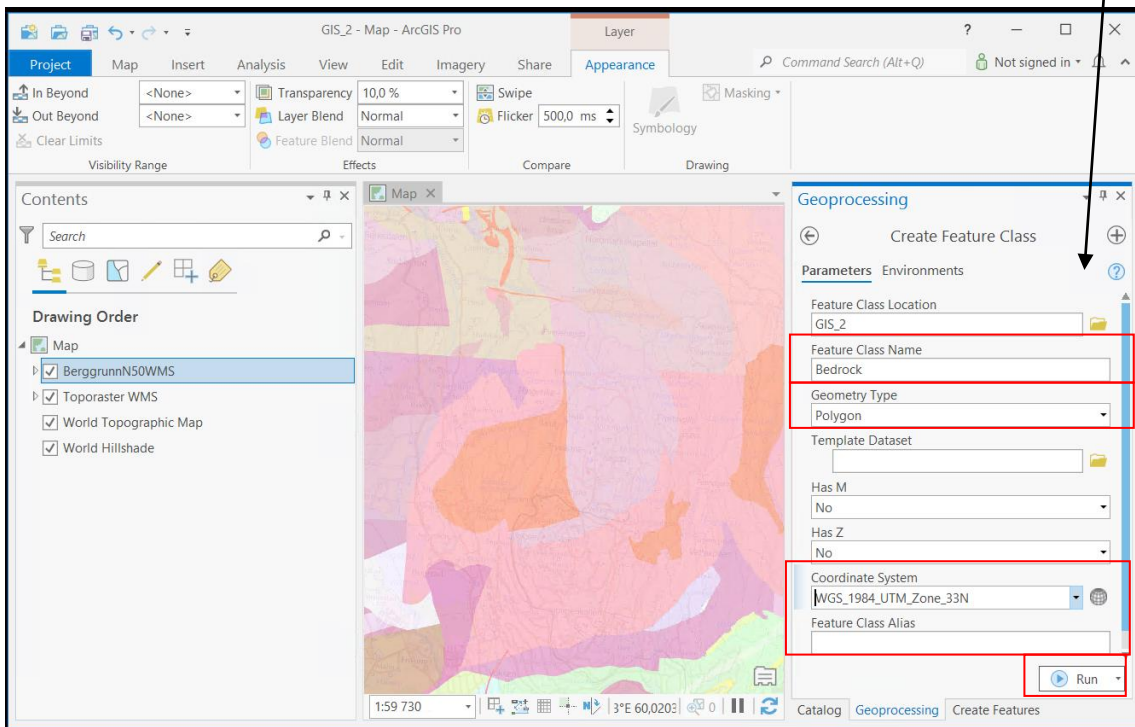 GIS_2 - Map - ArcGIS Pro
Layer
?
Project Map Insert Analysis View Edit Imagery Share Appearance
Command Search (Alt+Q)
Not signed in
In Beyond <None>
Out Beyond <None>
Clear Limits
Visibility Range
Transparency 10,0 %
Layer Blend Normal
Feature Blend Normal
Effects
Swipe
Flicker 500,0 ms
Compare
Symbology
Masking
Drawing
Contents
Search
Drawing Order
Map
BerggrunnN50WMS
Toporaster WMS
World Topographic Map
World Hillshade
Map
1:59 730
3°E 60,0203
0
Geoprocessing
Create Feature Class
Parameters Environments
?
Feature Class Location
GIS_2
Feature Class Name
Bedrock
Geometry Type
Polygon
Template Dataset
Has M
No
Has Z
No
Coordinate System
WGS_1984_UTM_Zone_33N
Feature Class Alias
Run
Catalog Geoprocessing Create Features